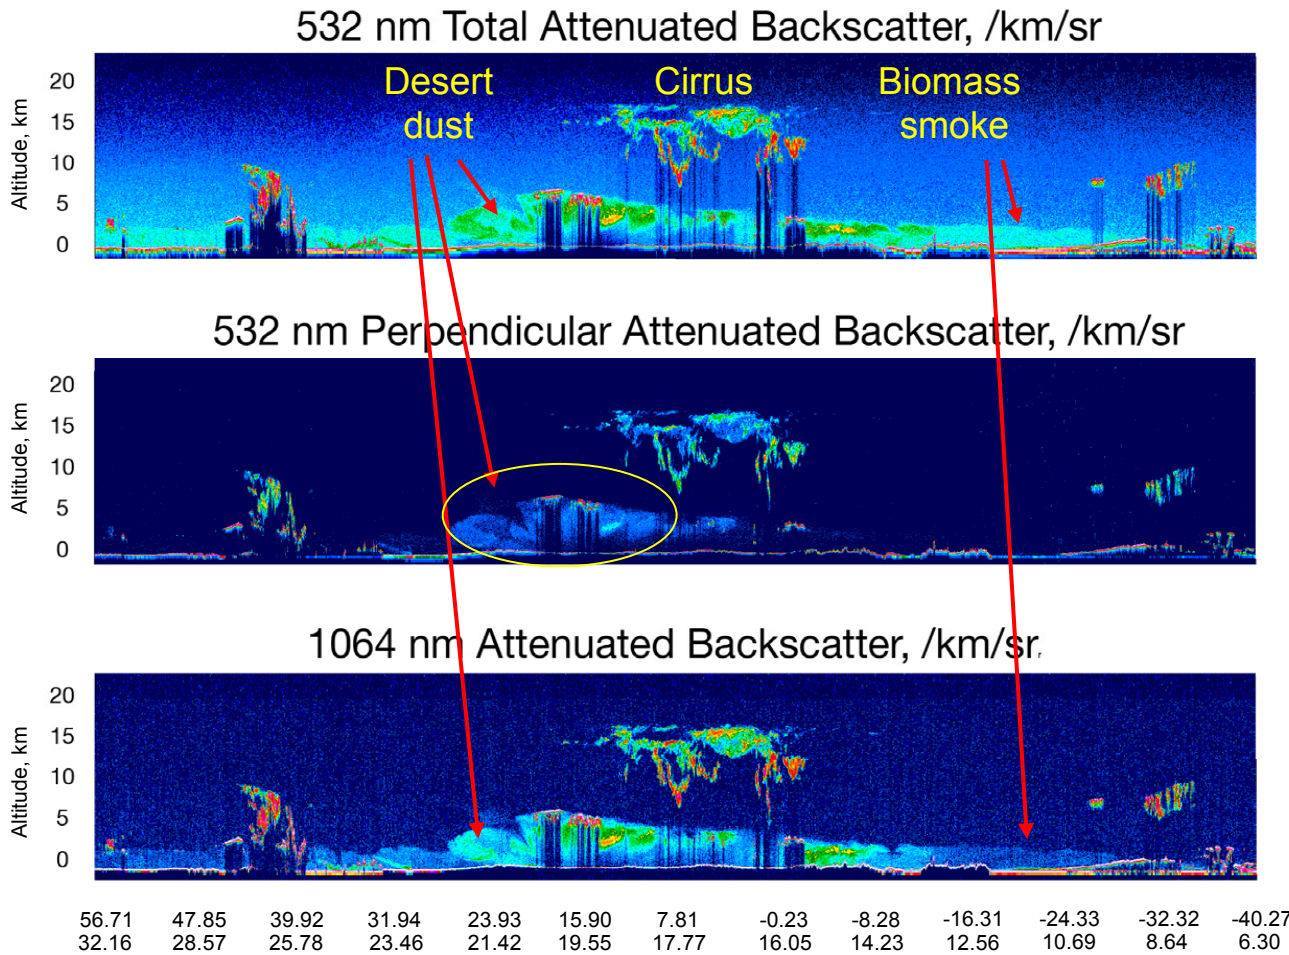 532 nm Total Attenuated Backscatter, /km/sr
Altitude, km
20
15
10
5
0
Desert
dust
Cirrus
Biomass
smoke
532 nm Perpendicular Attenuated Backscatter, /km/sr
Altitude, km
20
15
10
5
0
1064 nm Attenuated Backscatter, /km/sr
Altitude, km
20
15
10
5
0
56.71 47.85 39.92 31.94 23.93 15.90 7.81 -0.23 -8.28 -16.31 -24.33 -32.32 -40.27
32.16 28.57 25.78 23.46 21.42 19.55 17.77 16.05 14.23 12.56 10.69 8.64 6.30